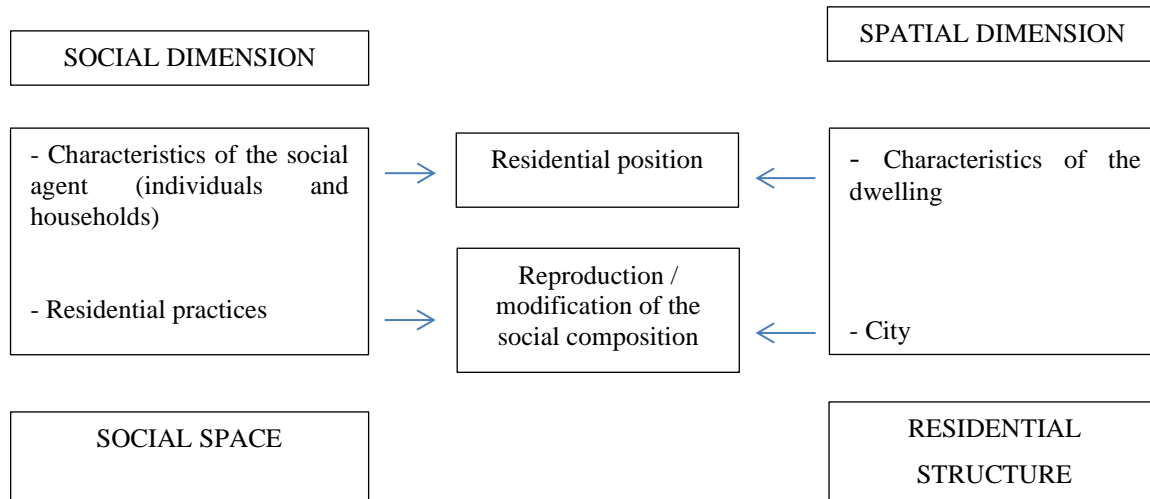 SOCIAL DIMENSION
SPATIAL DIMENSION
- Characteristics of the social
agent (individuals and
households)
- Residential practices
Residential position
Reproduction /
modification of the
social composition
- Characteristics of the
dwelling
- City
SOCIAL SPACE
RESIDENTIAL
STRUCTURE